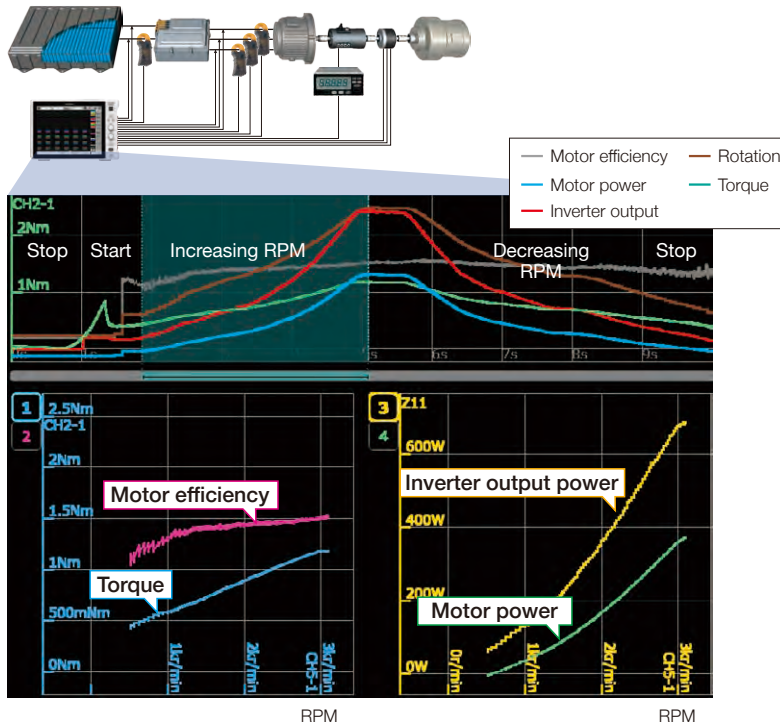 Motor efficiency
Rotation
Motor power
Torque
Inverter output
CH2-1
2Nm
Stop
Start
Increasing RPM
Decreasing
RPM
Stop
1Nm
6s
7s
8s
9s
1
2.5Nm
CH2-1
2
2Nm
Motor efficiency
1.5Nm
1Nm
Torque
500mNm
0Nm
1kr/min
2kr/min
3kr/min
CH5-1
RPM
3
Z11
4
600W
Inverter output power
400W
200W
Motor power
0W
0r/min
1kr/min
2kr/min
3kr/min
CH5-1
RPM